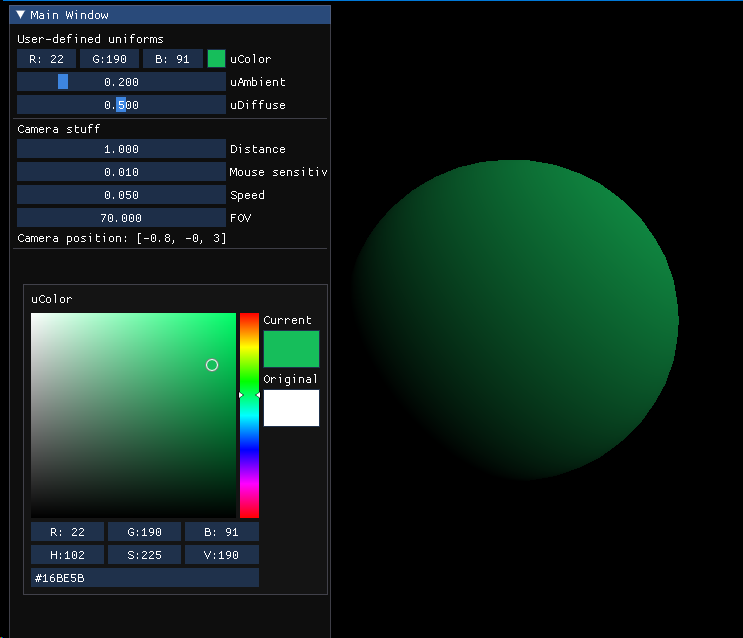 Main Window
User-defined uniforms
R: 22 G:190 B: 91 uColor
0.200 uAmbient
0.500 uDiffuse
Camera stuff
1.000 Distance
0.010 Mouse sensitiv
0.050 Speed
70.000 FOV
Camera position: [-0.8, -0, 3]
uColor
Current
Original
R: 22 G:190 B: 91
H:102 S:225 V:190
#16BE5B